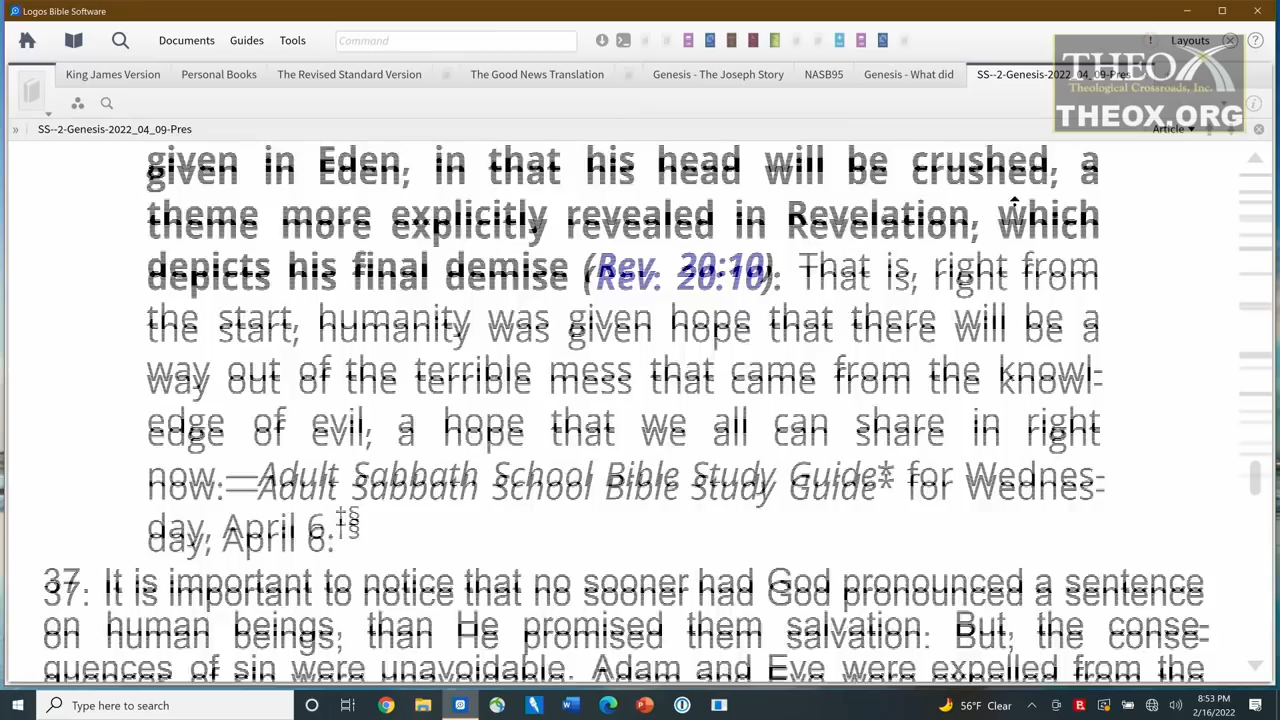 Logos Bible Software
Documents Guides Tools Command Layouts
THEOX
Theological Crossroads, Inc.
THEOX.ORG
King James Version Personal Books The Revised Standard Version The Good News Translation Genesis - The Joseph Story NASB95 Genesis - What did SS--2-Genesis-2022_04_09-Pres
SS--2-Genesis-2022_04_09-Pres Article
given in Eden, in that his head will be crushed, a
theme more explicitly revealed in Revelation, which
depicts his final demise (Rev. 20:10). That is, right from
the start, humanity was given hope that there will be a
way out of the terrible mess that came from the knowl-
edge of evil, a hope that we all can share in right
now.—Adult Sabbath School Bible Study Guide* for Wednes-
day, April 6.†§
37. It is important to notice that no sooner had God pronounced a sentence
on human beings, than He promised them salvation. But, the conse-
quences of sin were unavoidable. Adam and Eve were expelled from the
Type here to search
56°F Clear
8:53 PM
2/16/2022